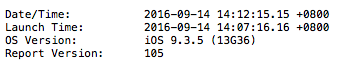 Date/Time: 2016-09-14 14:12:15.15 +0800
Launch Time: 2016-09-14 14:07:16.16 +0800
OS Version: iOS 9.3.5 (13G36)
Report Version: 105